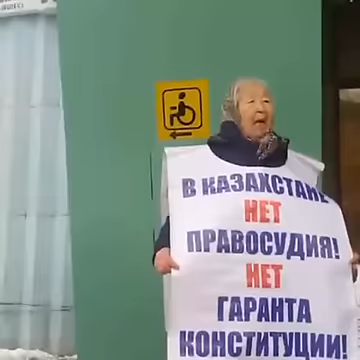 В КАЗАХСТАНЕ
НЕТ
ПРАВОСУДИЯ!
НЕТ
ГАРАНТА
КОНСТИТУЦИИ!